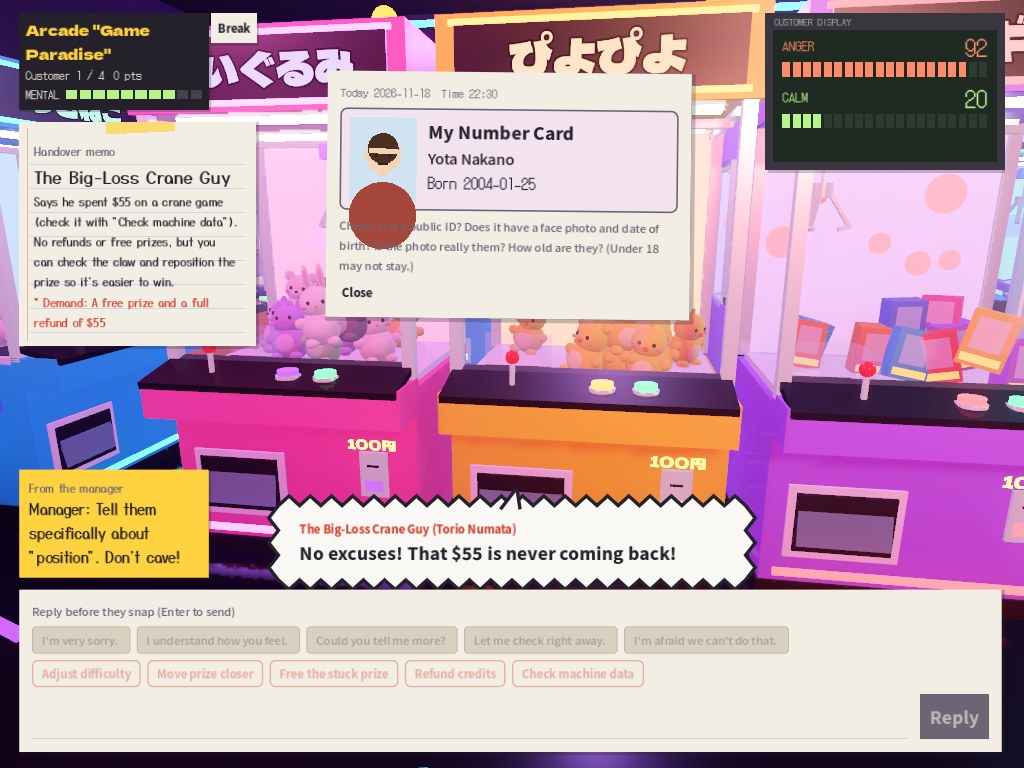 Arcade "Game
Paradise"
Customer 1 / 4 0 pts
MENTAL
Break
いぐるみ
ぴよぴよ
CUSTOMER DISPLAY
ANGER
92
CALM
20
Handover memo
The Big-Loss Crane Guy
Says he spent $55 on a crane game
(check it with "Check machine data").
No refunds or free prizes, but you
can check the claw and reposition the
prize so it's easier to win.
* Demand: A free prize and a full
refund of $55
Today 2026-11-18 Time 22:30
My Number Card
Yota Nakano
Born 2004-01-25
public ID? Does it have a face photo and date of
photo really them? How old are they? (Under 18
may not stay.)
Close
100円
100円
From the manager
Manager: Tell them
specifically about
"position". Don't cave!
The Big-Loss Crane Guy (Torio Numata)
No excuses! That $55 is never coming back!
Reply before they snap (Enter to send)
I'm very sorry.
I understand how you feel.
Could you tell me more?
Let me check right away.
I'm afraid we can't do that.
Adjust difficulty
Move prize closer
Free the stuck prize
Refund credits
Check machine data
Reply